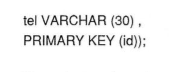 tel VARCHAR (30) ,
PRIMARY KEY (id));